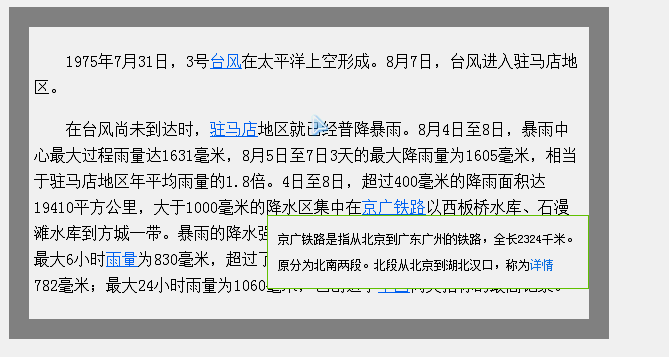 1975年7月31日，3号台风在太平洋上空形成。8月7日，台风进入驻马店地
区。
在台风尚未到达时，驻马店地区就已经普降暴雨。8月4日至8日，暴雨中
心最大过程雨量达1631毫米，8月5日至7日3天的最大降雨量为1605毫米，相当
于驻马店地区年平均雨量的1.8倍。4日至8日，超过400毫米的降雨面积达
19410平方公里，大于1000毫米的降水区集中在京广铁路以西板桥水库、石漫
滩水库到方城一带。暴雨的降水强
最大6小时雨量为830毫米，超过了
782毫米；最大24小时雨量为1060毫米，
京广铁路是指从北京到广东广州的铁路，全长2324千米。
原分为北南两段。北段从北京到湖北汉口，称为详情